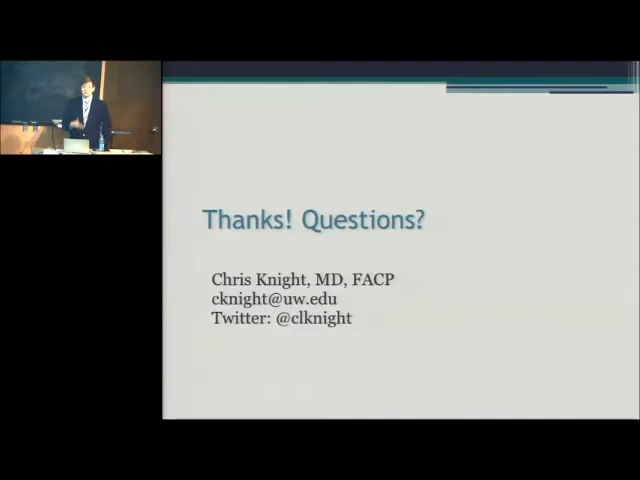 Thanks! Questions?
Chris Knight, MD, FACP
cknight@uw.edu
Twitter: @clknight